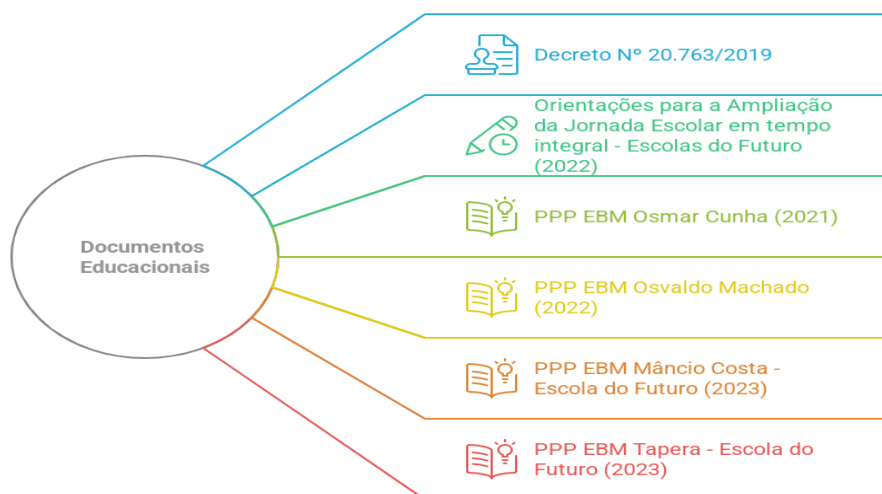 Documentos
Educacionais
Decreto Nº 20.763/2019
Orientações para a Ampliação
da Jornada Escolar em tempo
integral - Escolas do Futuro
(2022)
PPP EBM Osmar Cunha (2021)
PPP EBM Osvaldo Machado
(2022)
PPP EBM Mâncio Costa -
Escola do Futuro (2023)
PPP EBM Tapera - Escola do
Futuro (2023)